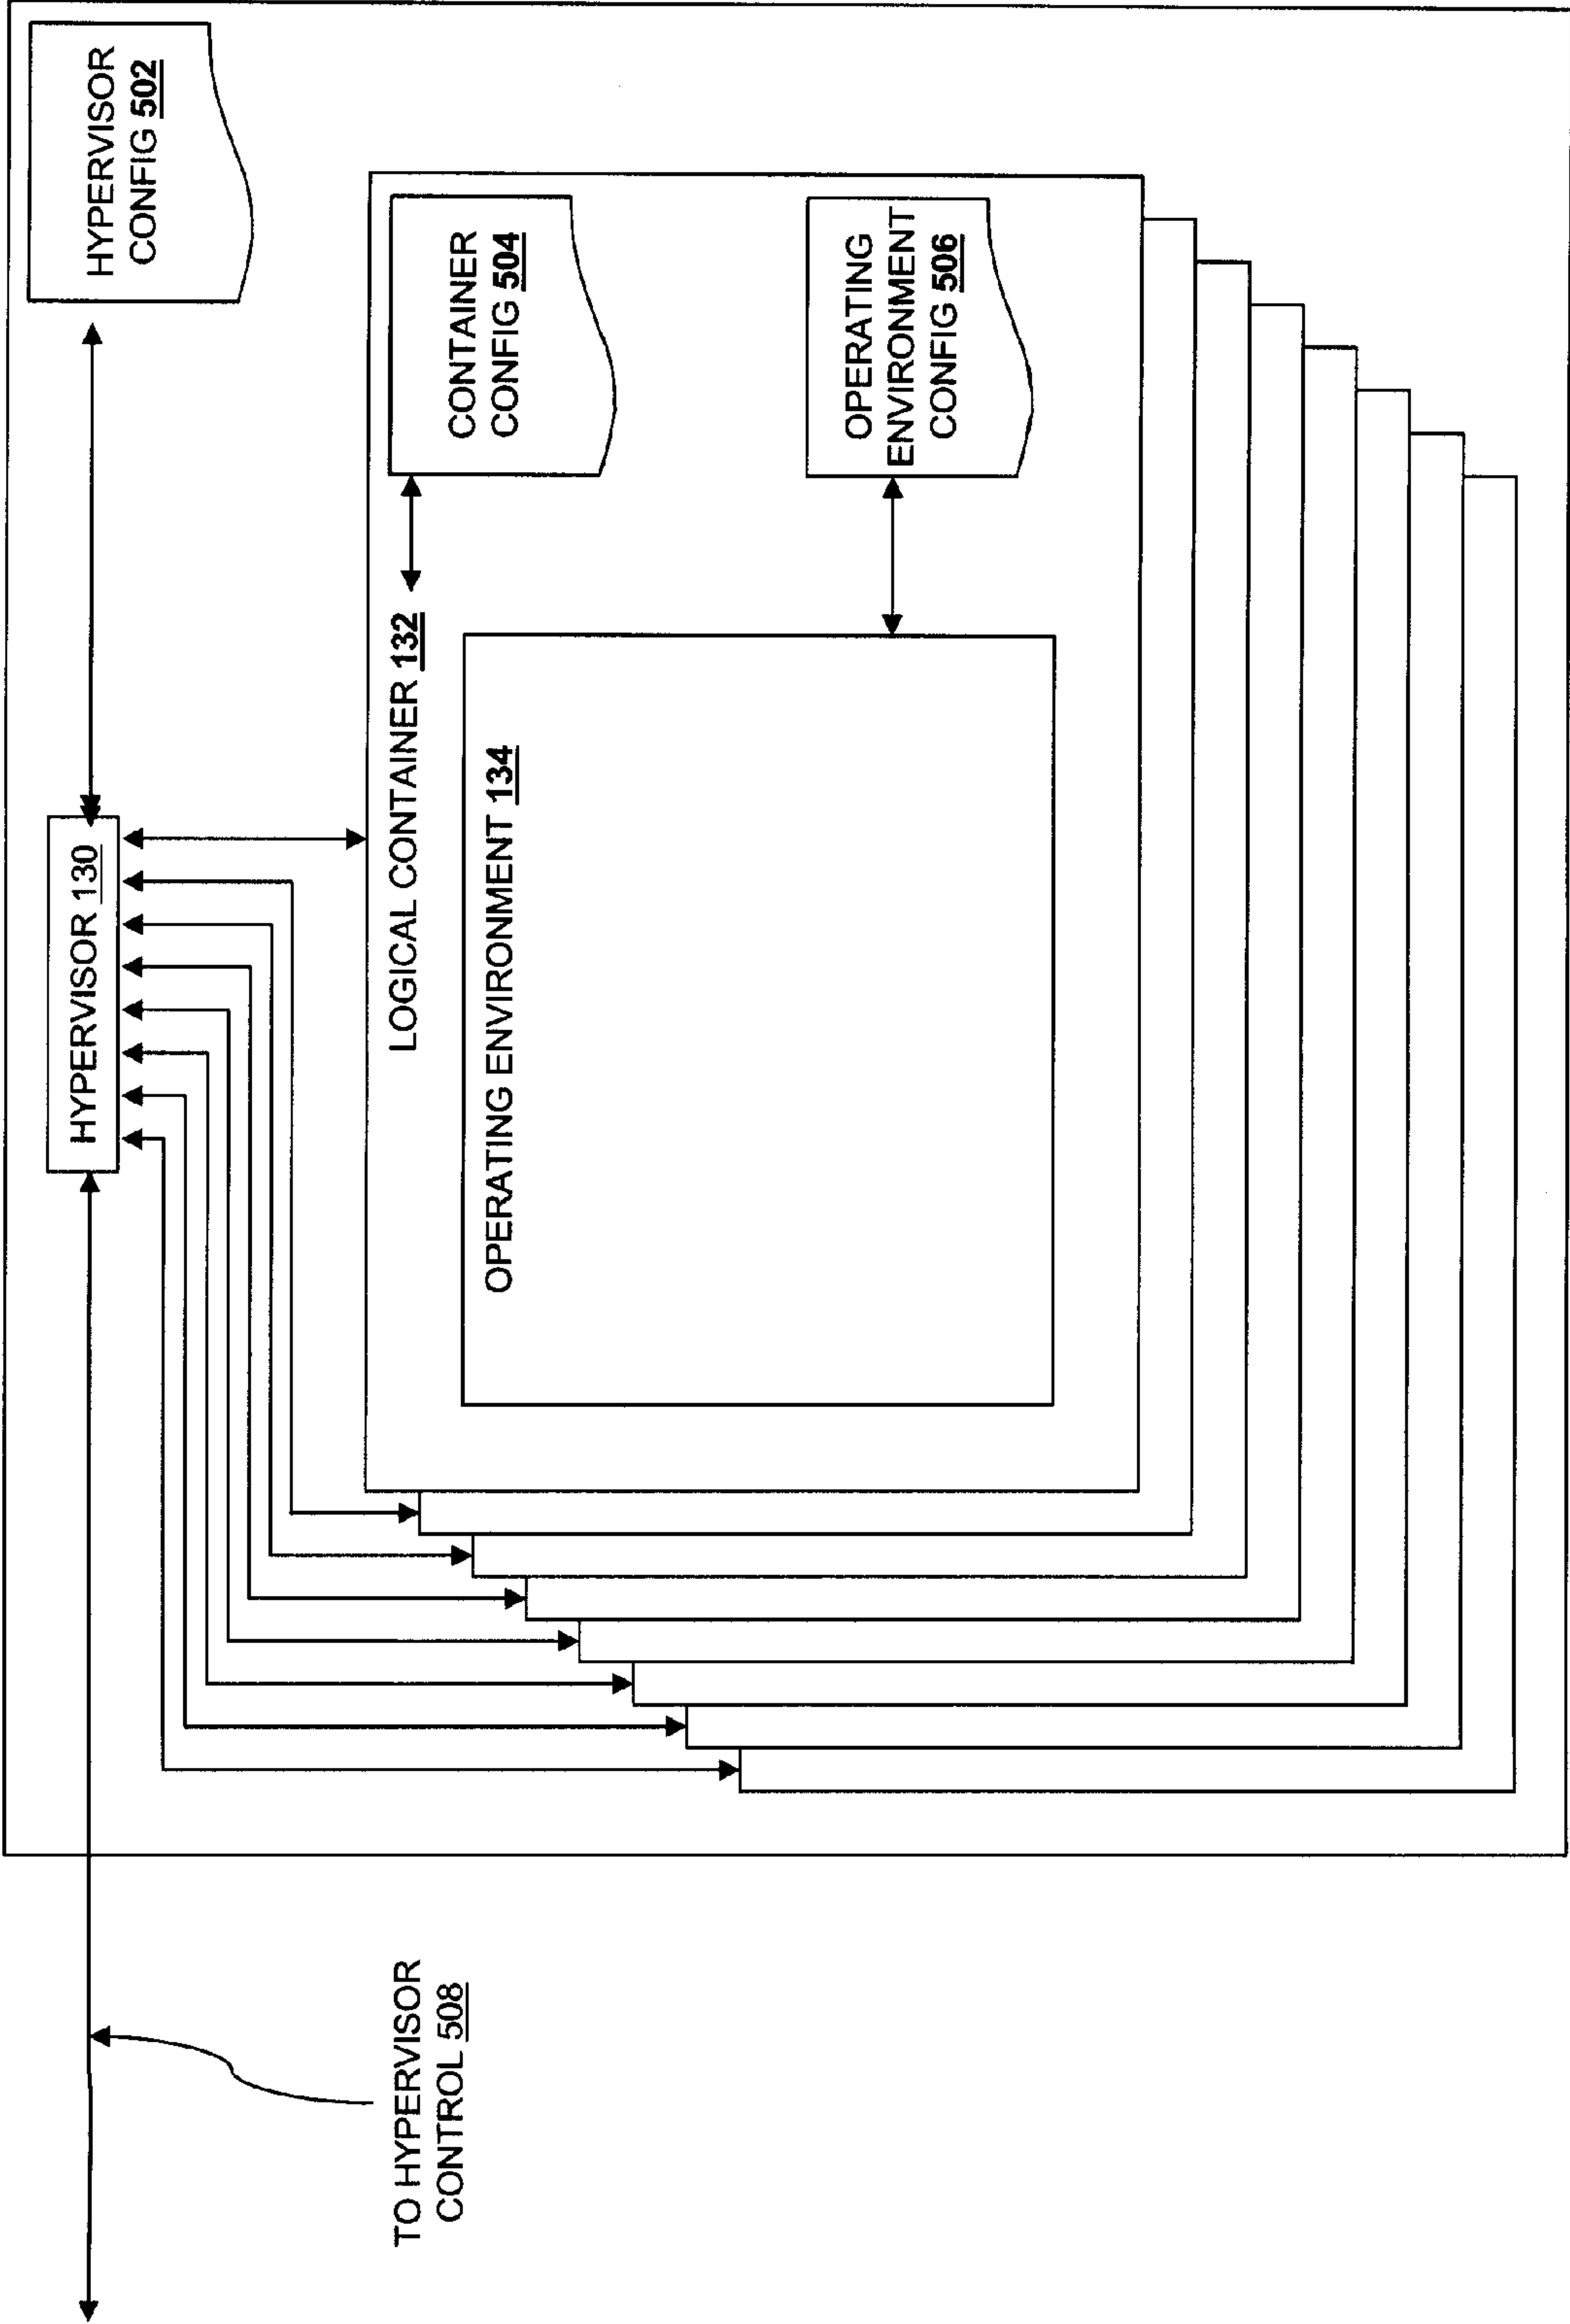 HYPERVISOR
CONFIG 502
HYPERVISOR 130
CONTAINER
CONFIG 504
LOGICAL CONTAINER 132
OPERATING
ENVIRONMENT
CONFIG 506
OPERATING ENVIRONMENT 134
TO HYPERVISOR
CONTROL 508